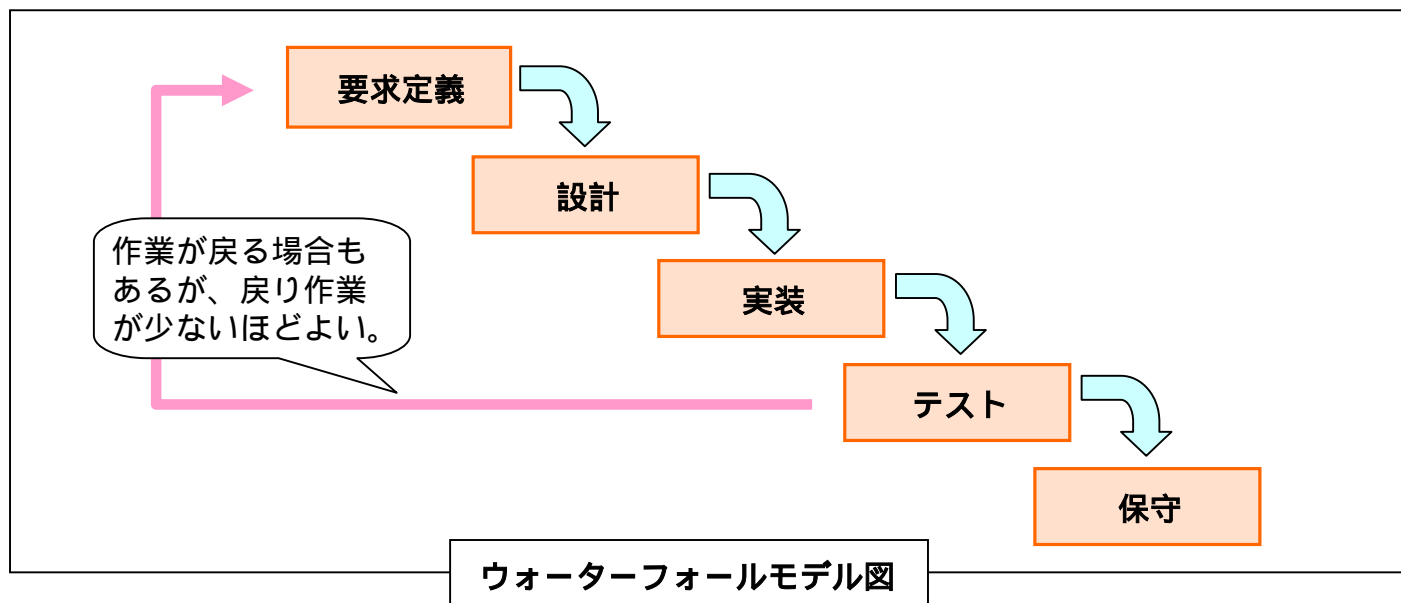 要求定義
設計
作業が戻る場合も
あるが、戻り作業
が少ないほどよい。
実装
テスト
保守
ウォーターフォールモデル図